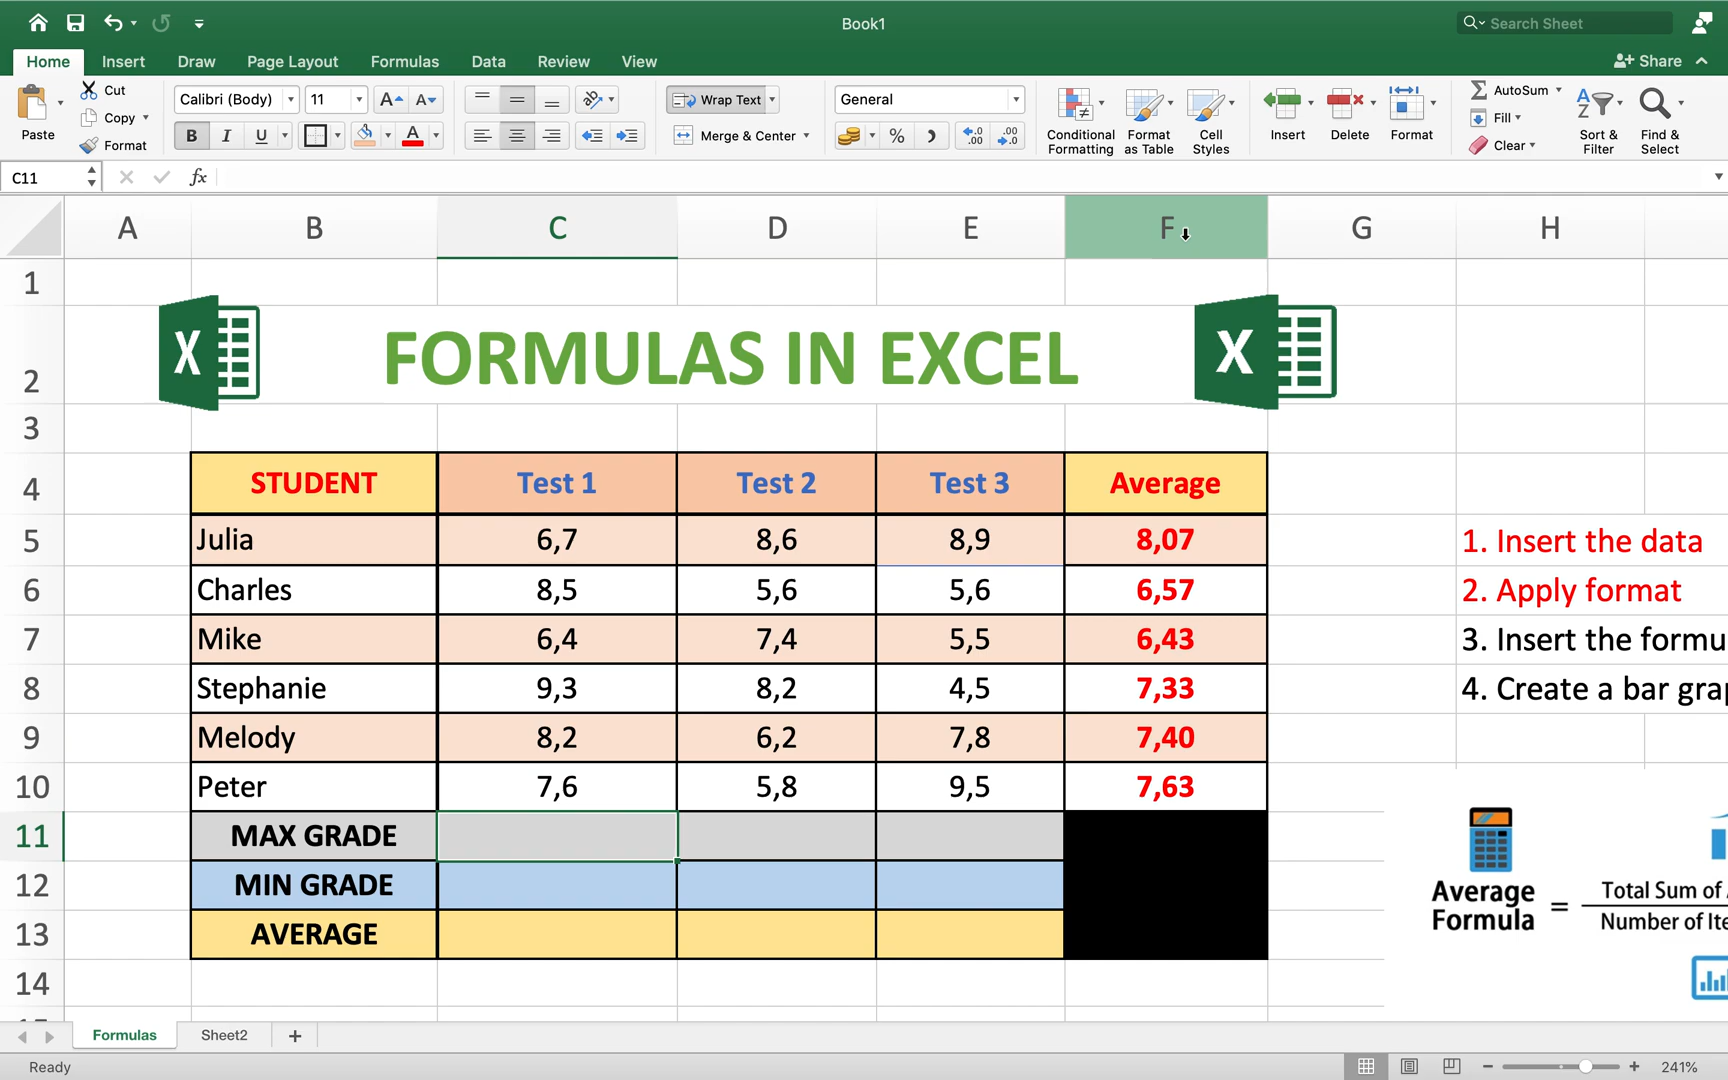 Book1
Search Sheet
Home Insert Draw Page Layout Formulas Data Review View
Share
Paste
Cut
Copy
Format
Calibri (Body)
11
A A
B I U A
Wrap Text
Merge & Center
General
%
Conditional Formatting
Format as Table
Cell Styles
Insert
Delete
Format
AutoSum
Fill
Clear
Sort & Filter
Find & Select
C11
fx
A B C D E F G H
1
2
FORMULAS IN EXCEL
3
4 STUDENT Test 1 Test 2 Test 3 Average
5 Julia 6,7 8,6 8,9 8,07 1. Insert the data
6 Charles 8,5 5,6 5,6 6,57 2. Apply format
7 Mike 6,4 7,4 5,5 6,43 3. Insert the formu
8 Stephanie 9,3 8,2 4,5 7,33 4. Create a bar gra
9 Melody 8,2 6,2 7,8 7,40
10 Peter 7,6 5,8 9,5 7,63
11 MAX GRADE
12 MIN GRADE
13 AVERAGE
14
Average Formula = Total Sum of
Number of Ite
Formulas Sheet2 +
Ready
241%